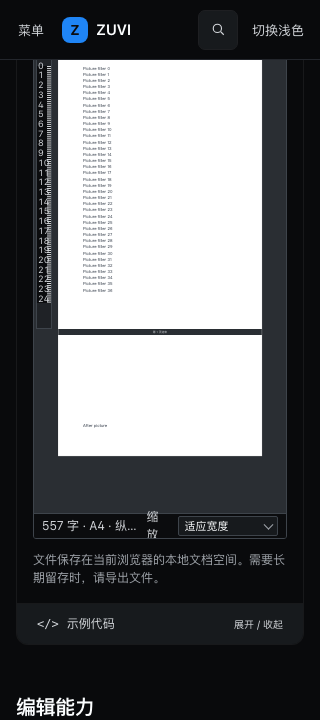 菜单
Z ZUVI
切换浅色
0
1
2
3
4
5
6
7
8
9
10
11
12
13
14
15
16
17
18
19
20
21
22
23
24
Picture filler 0
Picture filler 1
Picture filler 2
Picture filler 3
Picture filler 4
Picture filler 5
Picture filler 6
Picture filler 7
Picture filler 8
Picture filler 9
Picture filler 10
Picture filler 11
Picture filler 12
Picture filler 13
Picture filler 14
Picture filler 15
Picture filler 16
Picture filler 17
Picture filler 18
Picture filler 19
Picture filler 20
Picture filler 21
Picture filler 22
Picture filler 23
Picture filler 24
Picture filler 25
Picture filler 26
Picture filler 27
Picture filler 28
Picture filler 29
Picture filler 30
Picture filler 31
Picture filler 32
Picture filler 33
Picture filler 34
Picture filler 35
Picture filler 36
After picture
557 字 · A4 · 纵…
缩
放
适应宽度
文件保存在当前浏览器的本地文档空间。需要长
期留存时，请导出文件。
</> 示例代码
展开 / 收起
编辑能力